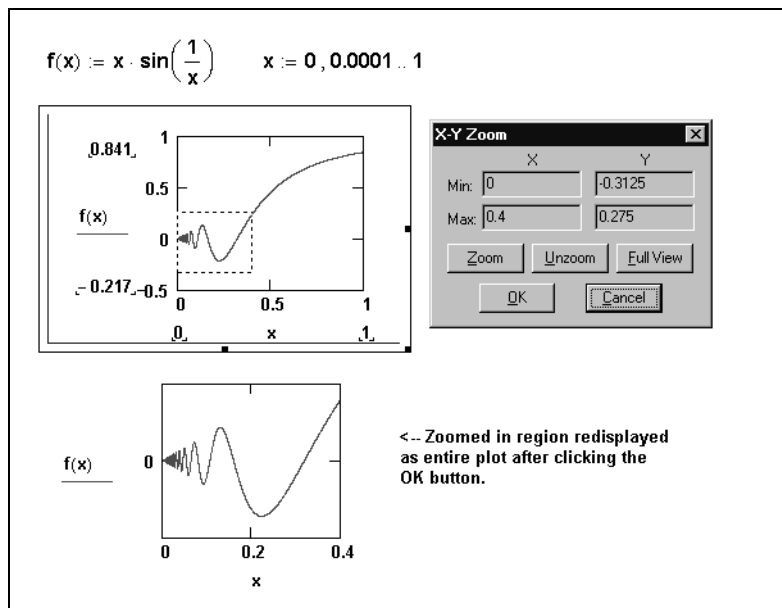 f(x) := x · sin(1/x) x := 0 , 0.0001 .. 1
0.841
f(x)
− 0.217
1
0.5
0
−0.5
0 0.5 1
0 x 1
X-Y Zoom
X Y
Min: 0 -0.3125
Max: 0.4 0.275
Zoom Unzoom Full View
OK Cancel
f(x) 0
0 0.2 0.4
x
<-- Zoomed in region redisplayed
as entire plot after clicking the
OK button.